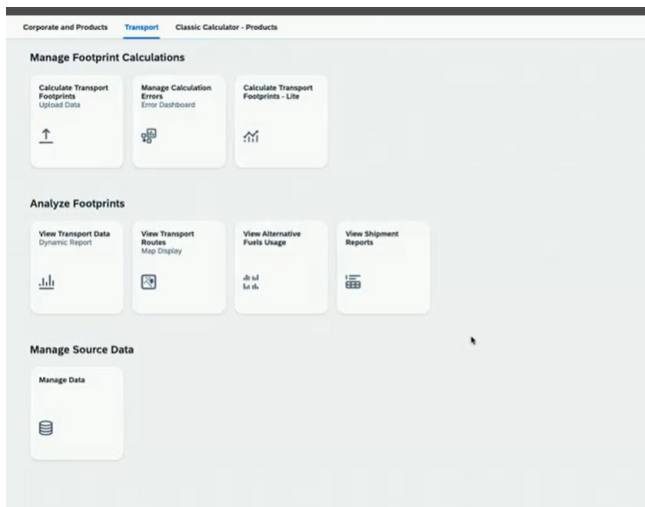 Corporate and Products Transport Classic Calculator - Products
Manage Footprint Calculations
Calculate Transport
Footprints
Upload Data
Manage Calculation
Errors
Error Dashboard
Calculate Transport
Footprints - Lite
Analyze Footprints
View Transport Data
Dynamic Report
View Transport
Routes
Map Display
View Alternative
Fuels Usage
View Shipment
Reports
Manage Source Data
Manage Data